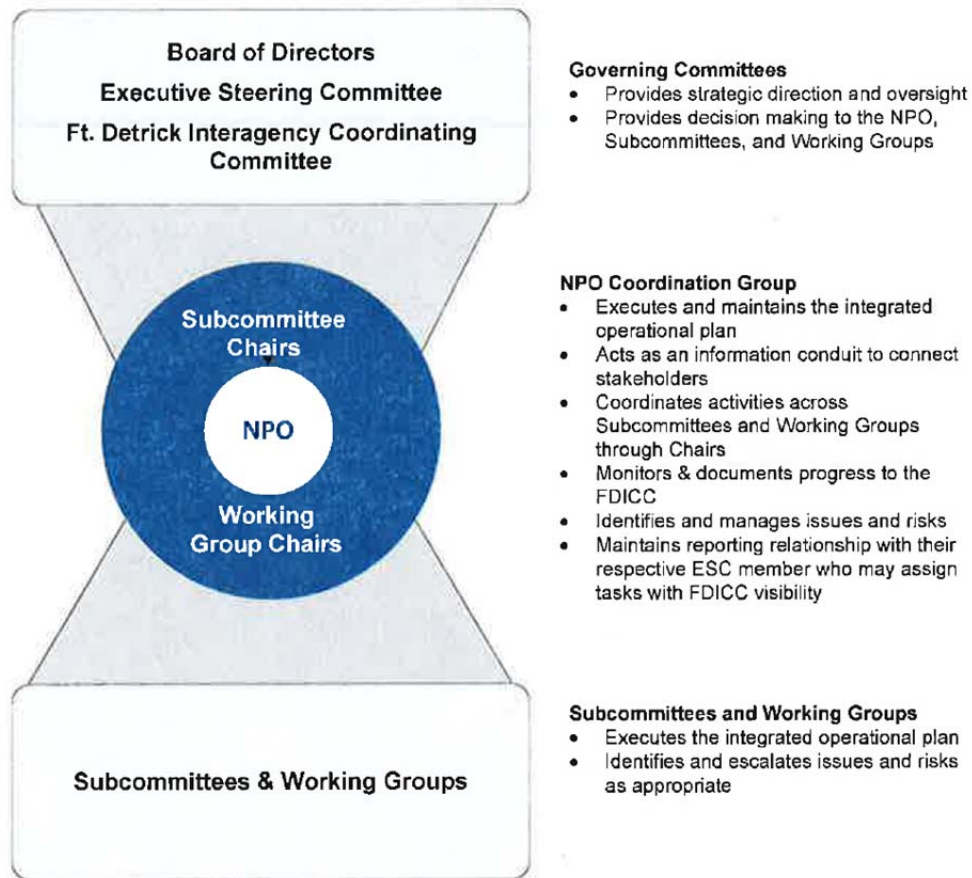 Board of Directors
Executive Steering Committee
Ft. Detrick Interagency Coordinating
Committee
Governing Committees
• Provides strategic direction and oversight
• Provides decision making to the NPO,
Subcommittees, and Working Groups
Subcommittee
Chairs
NPO
Working
Group Chairs
NPO Coordination Group
• Executes and maintains the integrated
operational plan
• Acts as an information conduit to connect
stakeholders
• Coordinates activities across
Subcommittees and Working Groups
through Chairs
• Monitors & documents progress to the
FDICC
• Identifies and manages issues and risks
• Maintains reporting relationship with their
respective ESC member who may assign
tasks with FDICC visibility
Subcommittees & Working Groups
Subcommittees and Working Groups
• Executes the integrated operational plan
• Identifies and escalates issues and risks
as appropriate